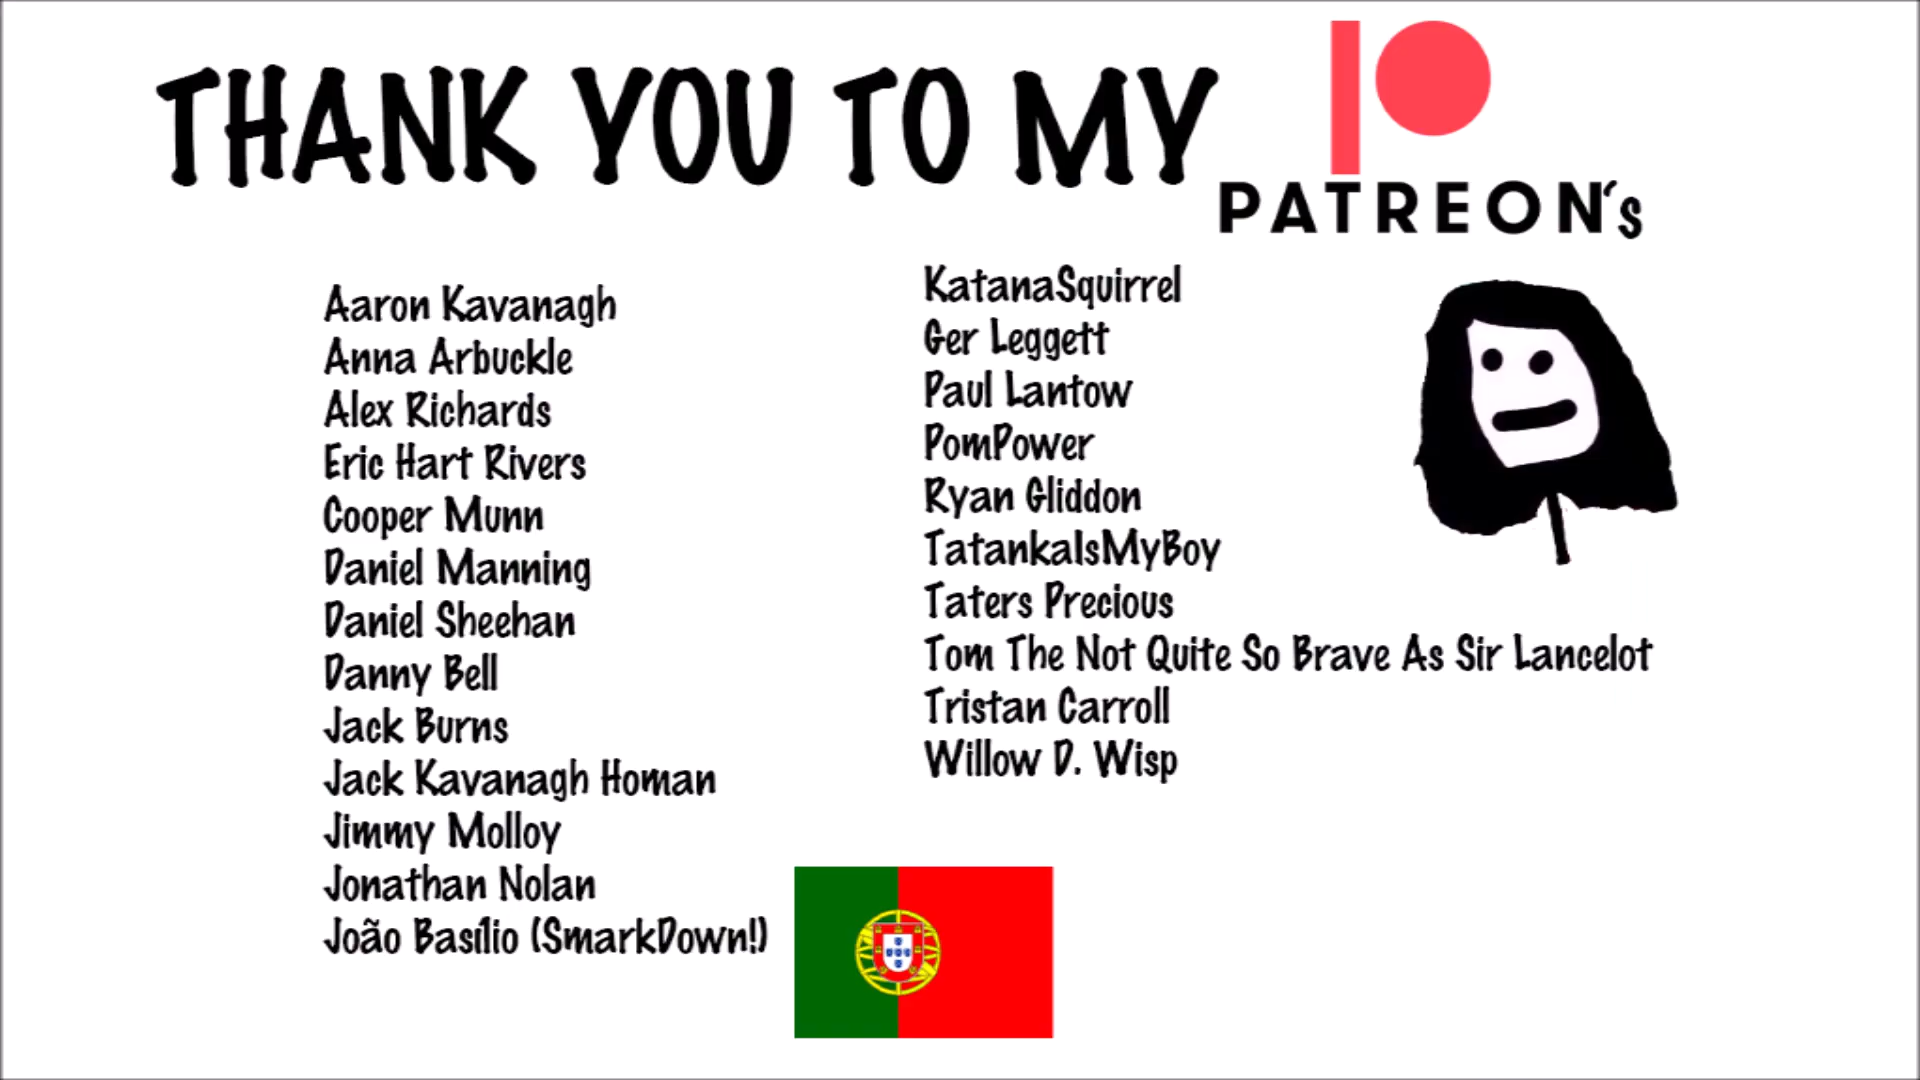 THANK YOU TO MY
PATREON's
Aaron Kavanagh
Anna Arbuckle
Alex Richards
Eric Hart Rivers
Cooper Munn
Daniel Manning
Daniel Sheehan
Danny Bell
Jack Burns
Jack Kavanagh Homan
Jimmy Molloy
Jonathan Nolan
João Basílio (SmarkDown!)
KatanaSquirrel
Ger Leggett
Paul Lantow
PomPower
Ryan Gliddon
TatankaIsMyBoy
Taters Precious
Tom The Not Quite So Brave As Sir Lancelot
Tristan Carroll
Willow D. Wisp